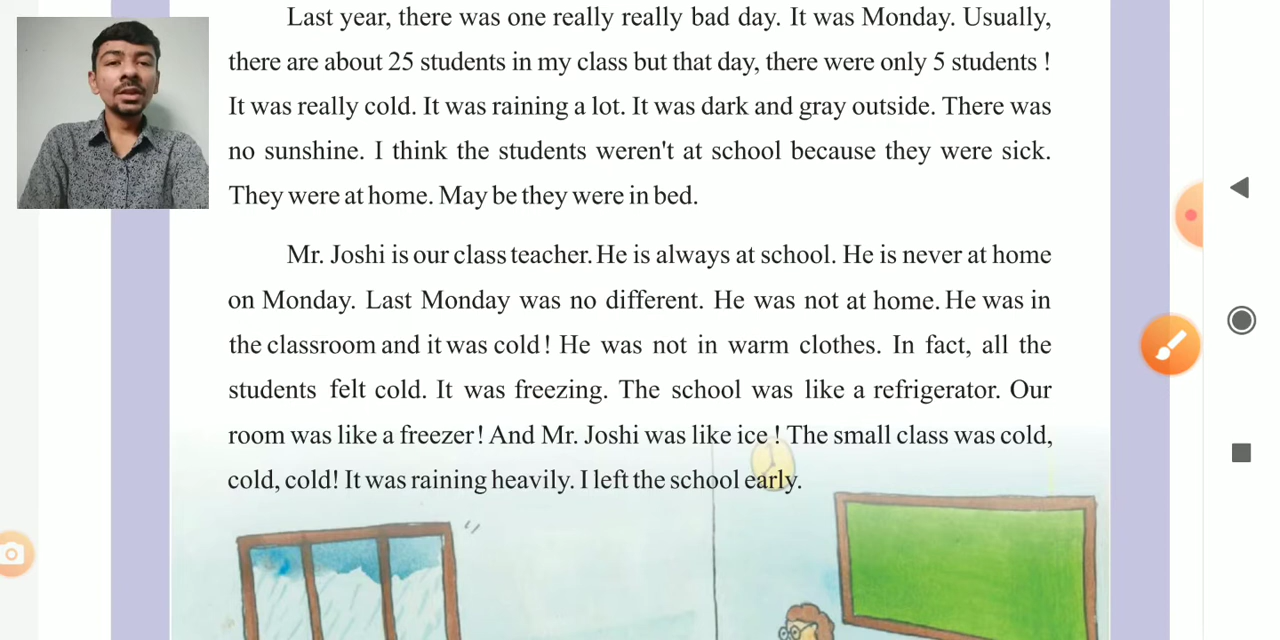 Last year, there was one really really bad day. It was Monday. Usually,
there are about 25 students in my class but that day, there were only 5 students !
It was really cold. It was raining a lot. It was dark and gray outside. There was
no sunshine. I think the students weren't at school because they were sick.
They were at home. May be they were in bed.
Mr. Joshi is our class teacher. He is always at school. He is never at home
on Monday. Last Monday was no different. He was not at home. He was in
the classroom and it was cold! He was not in warm clothes. In fact, all the
students felt cold. It was freezing. The school was like a refrigerator. Our
room was like a freezer! And Mr. Joshi was like ice ! The small class was cold,
cold, cold! It was raining heavily. I left the school early.